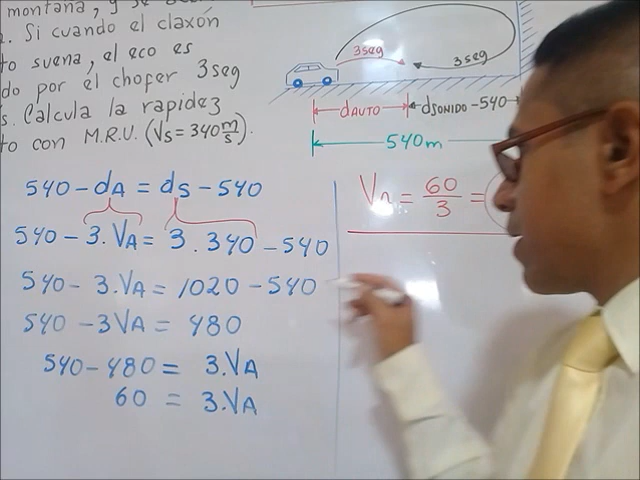 montaña, y se
. Si cuando el claxón
to suena, el eco es
do por el chofer 3seg
s. Calcula la rapidez
to con M.R.U. (Vs = 340 m/s).
3seg
3seg
dAUTO
dSONIDO-540
540m
540 - dA = dS - 540
540 - 3.VA = 3.340 - 540
540 - 3.VA = 1020 - 540
540 - 3VA = 480
540 - 480 = 3.VA
60 = 3.VA
VA = 60/3 =